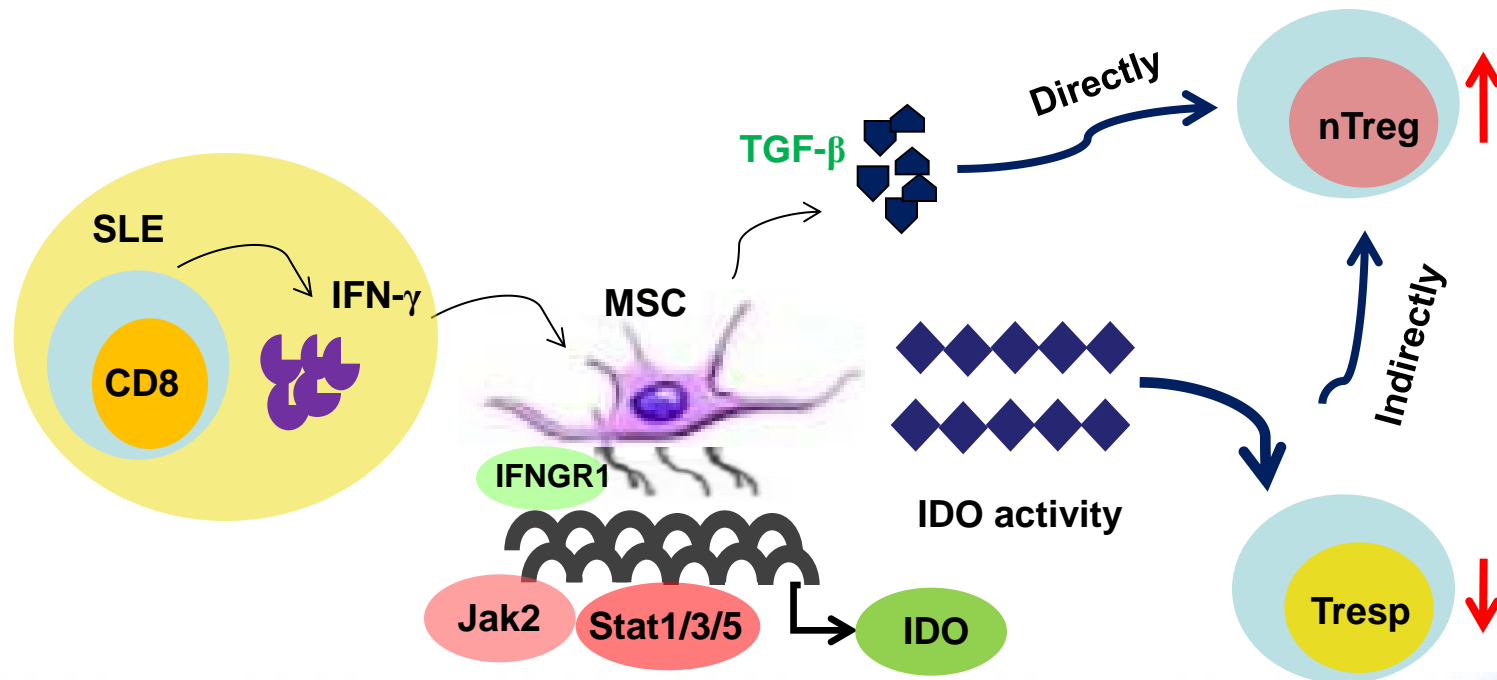 SLE
CD8
IFN-γ
MSC
TGF-β
Directly
nTreg
IFNGR1
Jak2
Stat1/3/5
IDO
IDO activity
Indirectly
Tresp